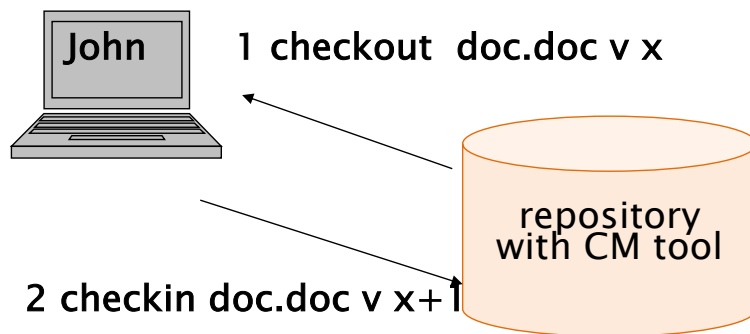 John
1 checkout doc.doc v x
repository
with CM tool
2 checkin doc.doc v x+1